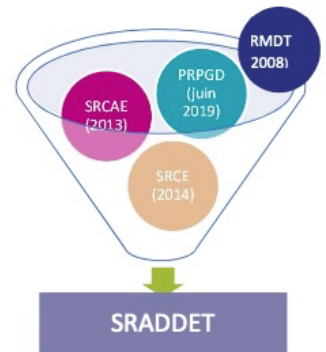 RMDT
2008)
PRPGD
(juin
2019)
SRCAE
(2013)
SRCE
(2014)
SRADDET